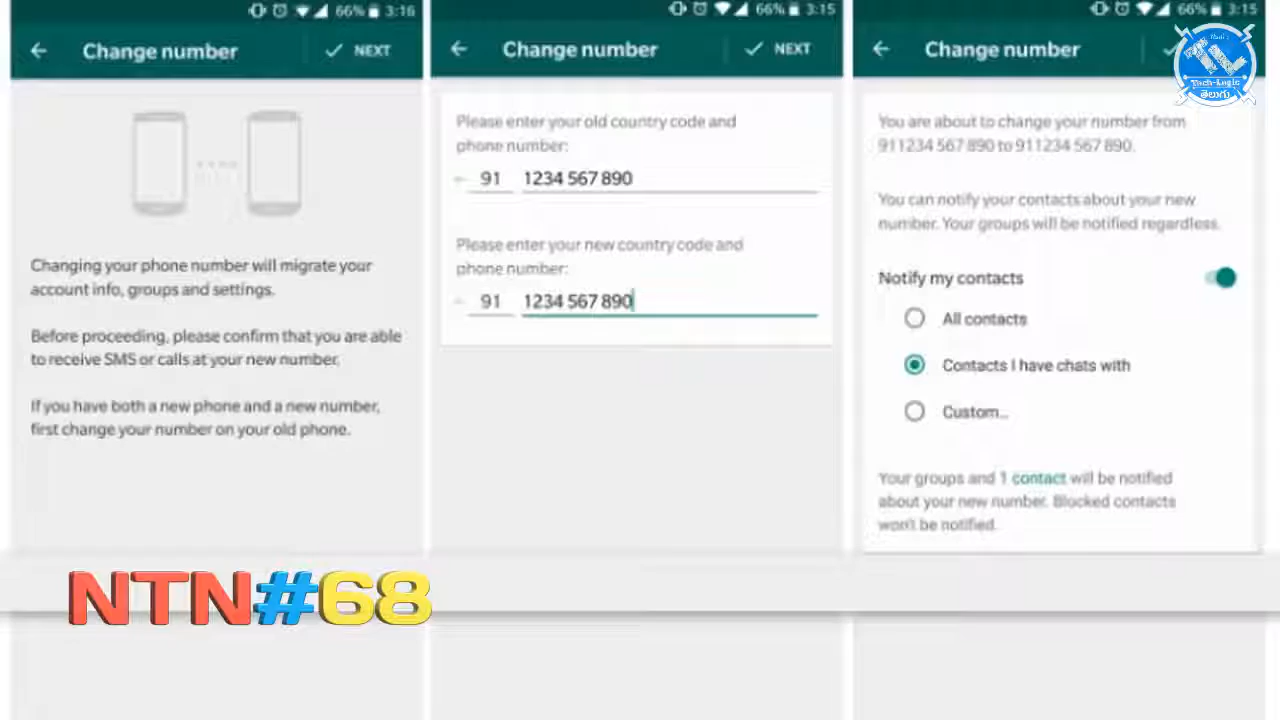 66% 3:16
Change number
NEXT
Changing your phone number will migrate your
account info, groups and settings.
Before proceeding, please confirm that you are able
to receive SMS or calls at your new number.
If you have both a new phone and a new number,
first change your number on your old phone.
66% 3:15
Change number
NEXT
Please enter your old country code and
phone number:
91 1234 567 890
Please enter your new country code and
phone number:
91 1234 567 890
66% 3:15
Change number
Tech-Logic
తెలుగు
You are about to change your number from
911234 567 890 to 911234 567 890.
You can notify your contacts about your new
number. Your groups will be notified regardless.
Notify my contacts
All contacts
Contacts I have chats with
Custom...
Your groups and 1 contact will be notified
about your new number. Blocked contacts
won't be notified.
NTN#68